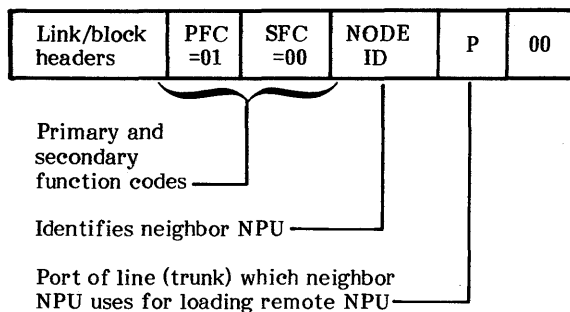 Link/block headers
PFC =01
SFC =00
NODE ID
P
00
Primary and
secondary
function codes
Identifies neighbor NPU
Port of line (trunk) which neighbor
NPU uses for loading remote NPU